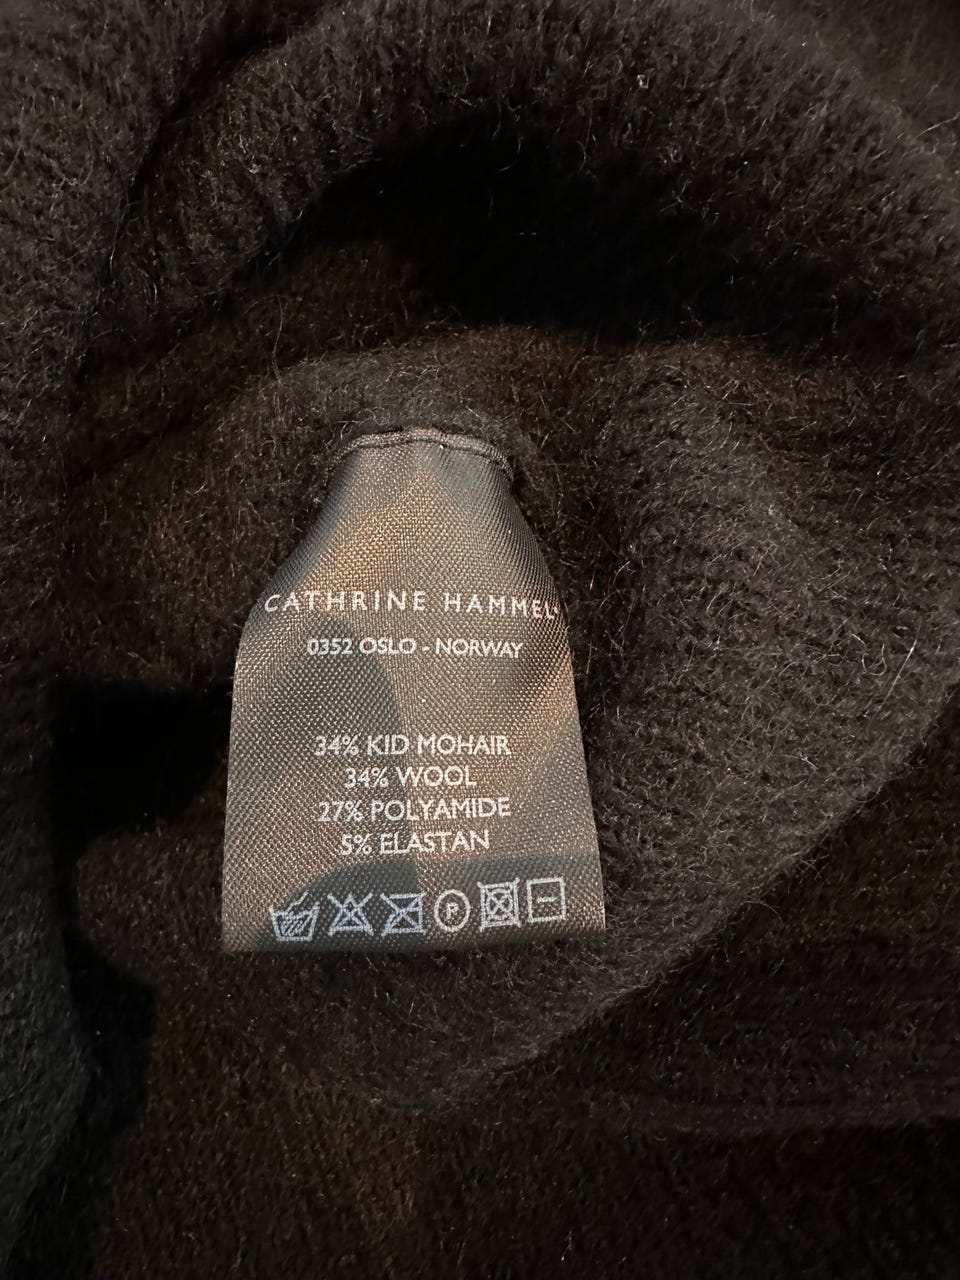 CATHRINE HAMMEL
0352 OSLO - NORWAY
34% KID MOHAIR
34% WOOL
27% POLYAMIDE
5% ELASTAN
P